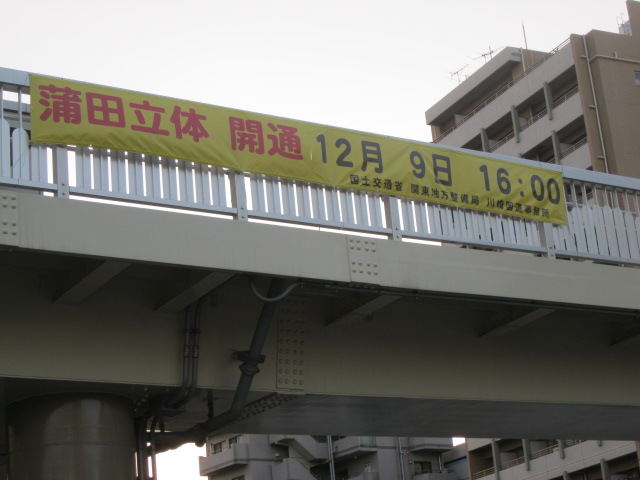 蒲田立体 開通 12月 9日 16:00
国土交通省 関東地方整備局 川崎国道事務所